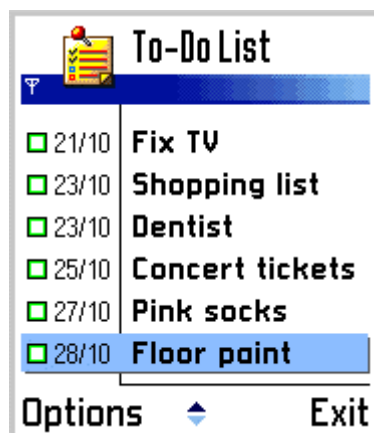 To-Do List
21/10 Fix TV
23/10 Shopping list
23/10 Dentist
25/10 Concert tickets
27/10 Pink socks
28/10 Floor paint
Options Exit